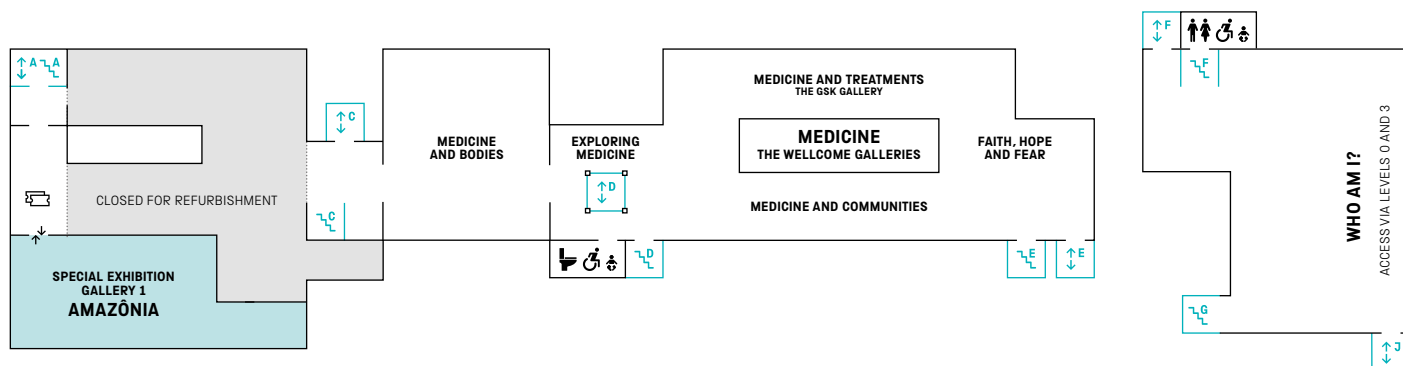 A
A
C
C
CLOSED FOR REFURBISHMENT
SPECIAL EXHIBITION
GALLERY 1
AMAZÔNIA
MEDICINE
AND BODIES
EXPLORING
MEDICINE
D
D
MEDICINE AND TREATMENTS
THE GSK GALLERY
MEDICINE
THE WELLCOME GALLERIES
MEDICINE AND COMMUNITIES
FAITH, HOPE
AND FEAR
E
E
F
F
WHO AM I?
ACCESS VIA LEVELS 0 AND 3
G
J